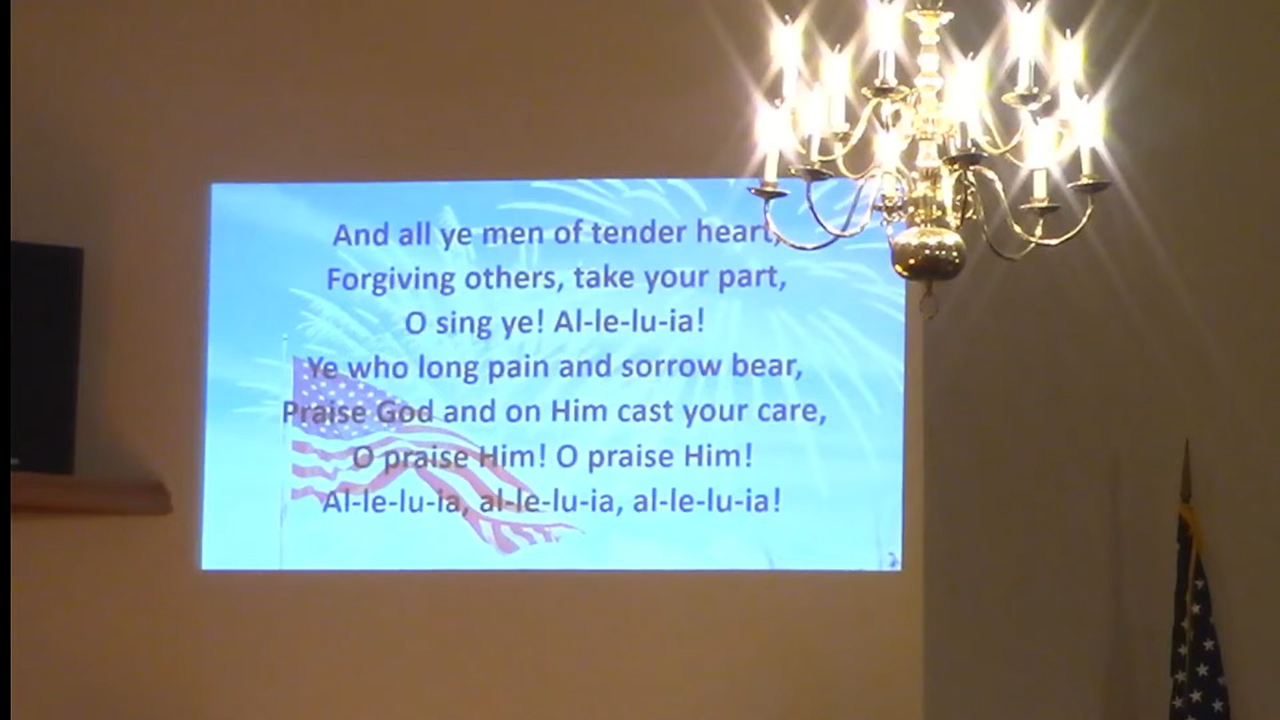 And all ye men of tender heart,
Forgiving others, take your part,
O sing ye! Al-le-lu-ia!
Ye who long pain and sorrow bear,
Praise God and on Him cast your care,
O praise Him! O praise Him!
Al-le-lu-ia, al-le-lu-ia, al-le-lu-ia!